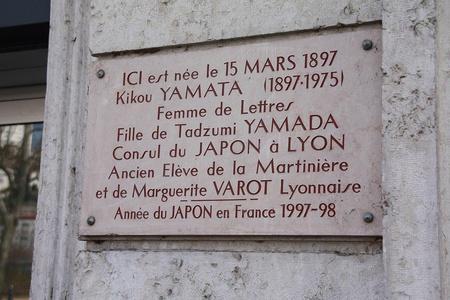 ICI est née le 15 MARS 1897
Kikou YAMATA (1897-1975)
Femme de Lettres
Fille de Tadzumi YAMADA
Consul du JAPON à LYON
Ancien Elève de la Martinière
et de Marguerite VAROT Lyonnaise
Année du JAPON en France 1997-98